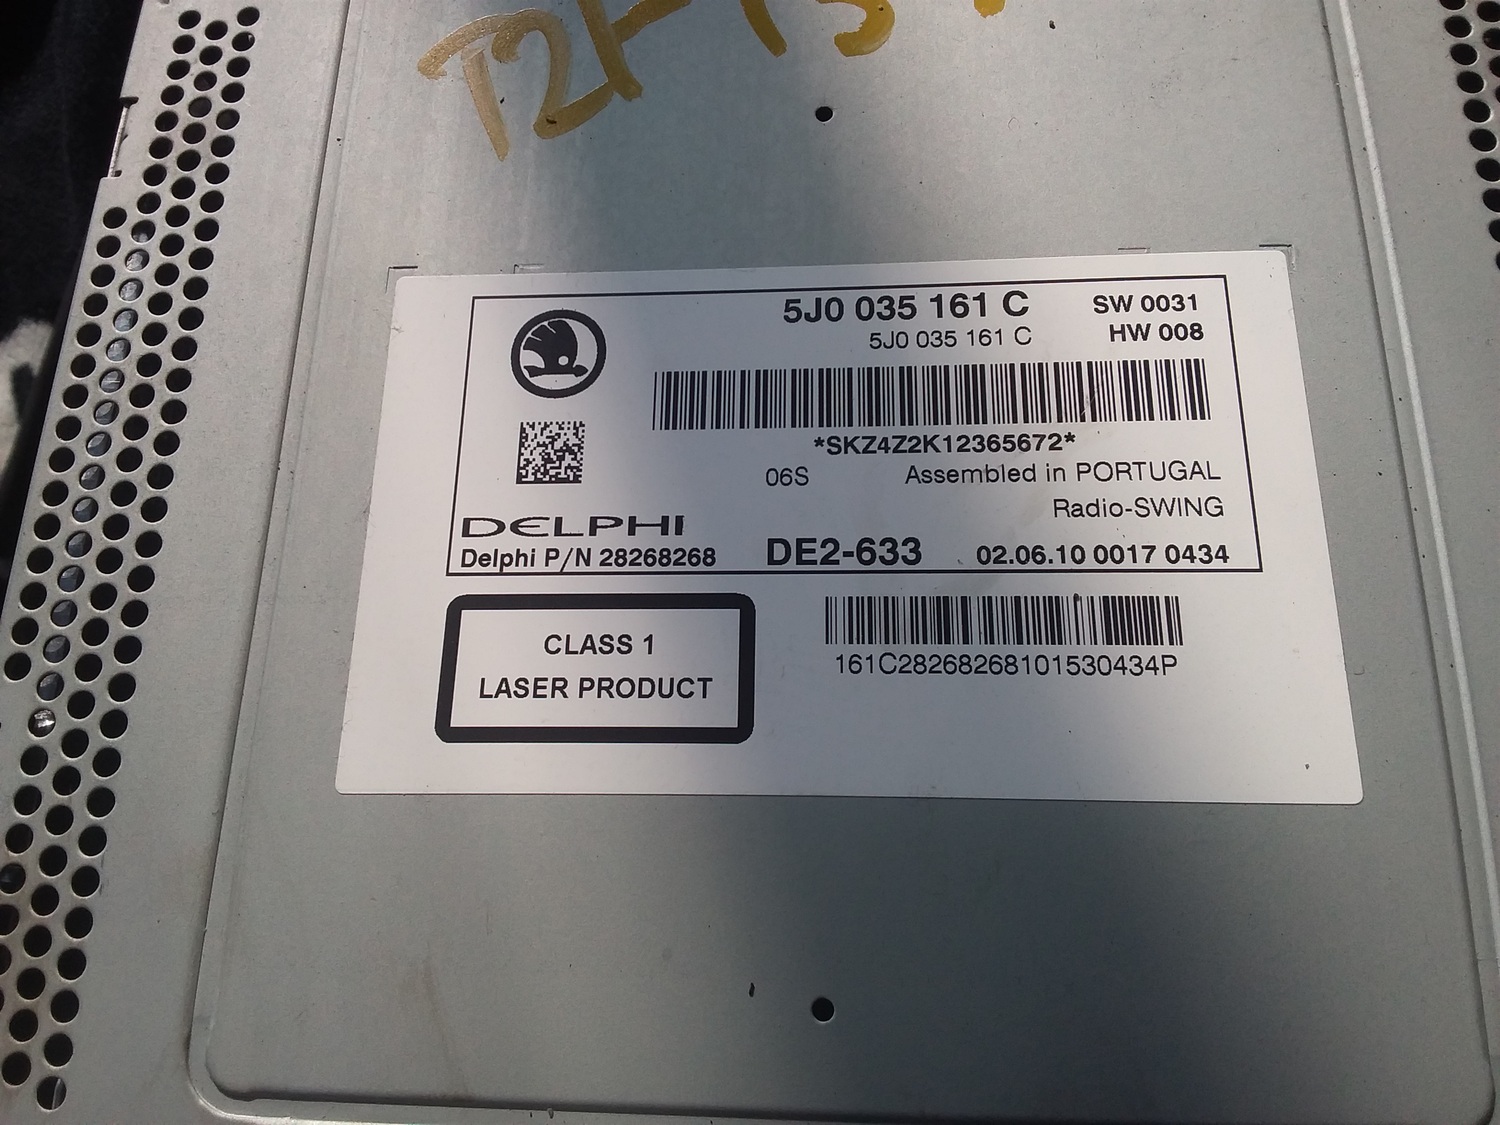 5J0 035 161 C SW 0031
5J0 035 161 C HW 008
*SKZ4Z2K12365672*
06S Assembled in PORTUGAL
Radio-SWING
DELPHI
Delphi P/N 28268268 DE2-633 02.06.10 0017 0434
CLASS 1
LASER PRODUCT
161C28268268101530434P